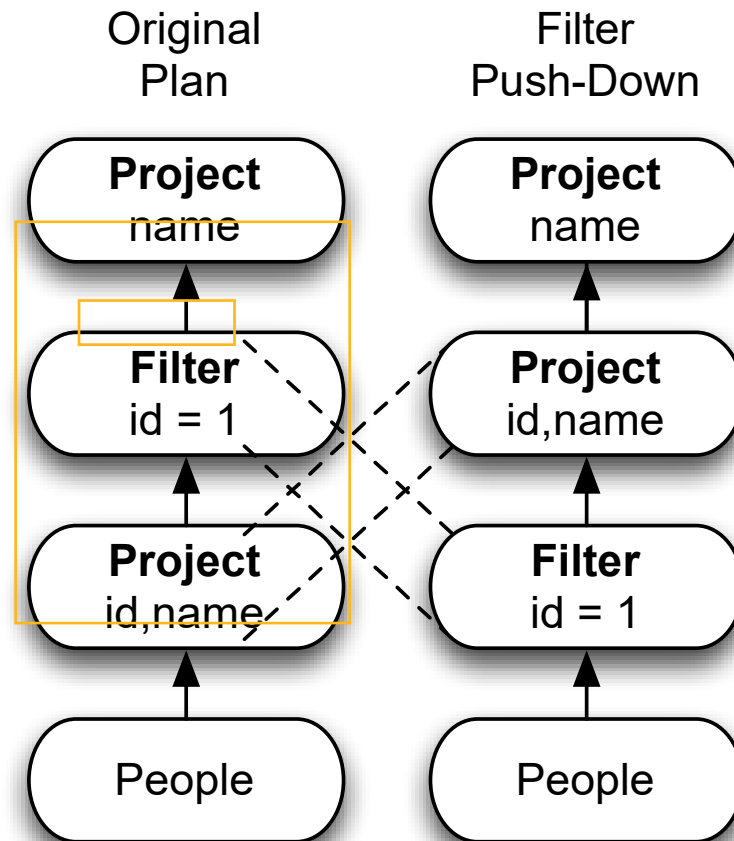 Original
Plan
Project
name
Filter
id = 1
Project
id,name
People
Filter
Push-Down
Project
name
Project
id,name
Filter
id = 1
People